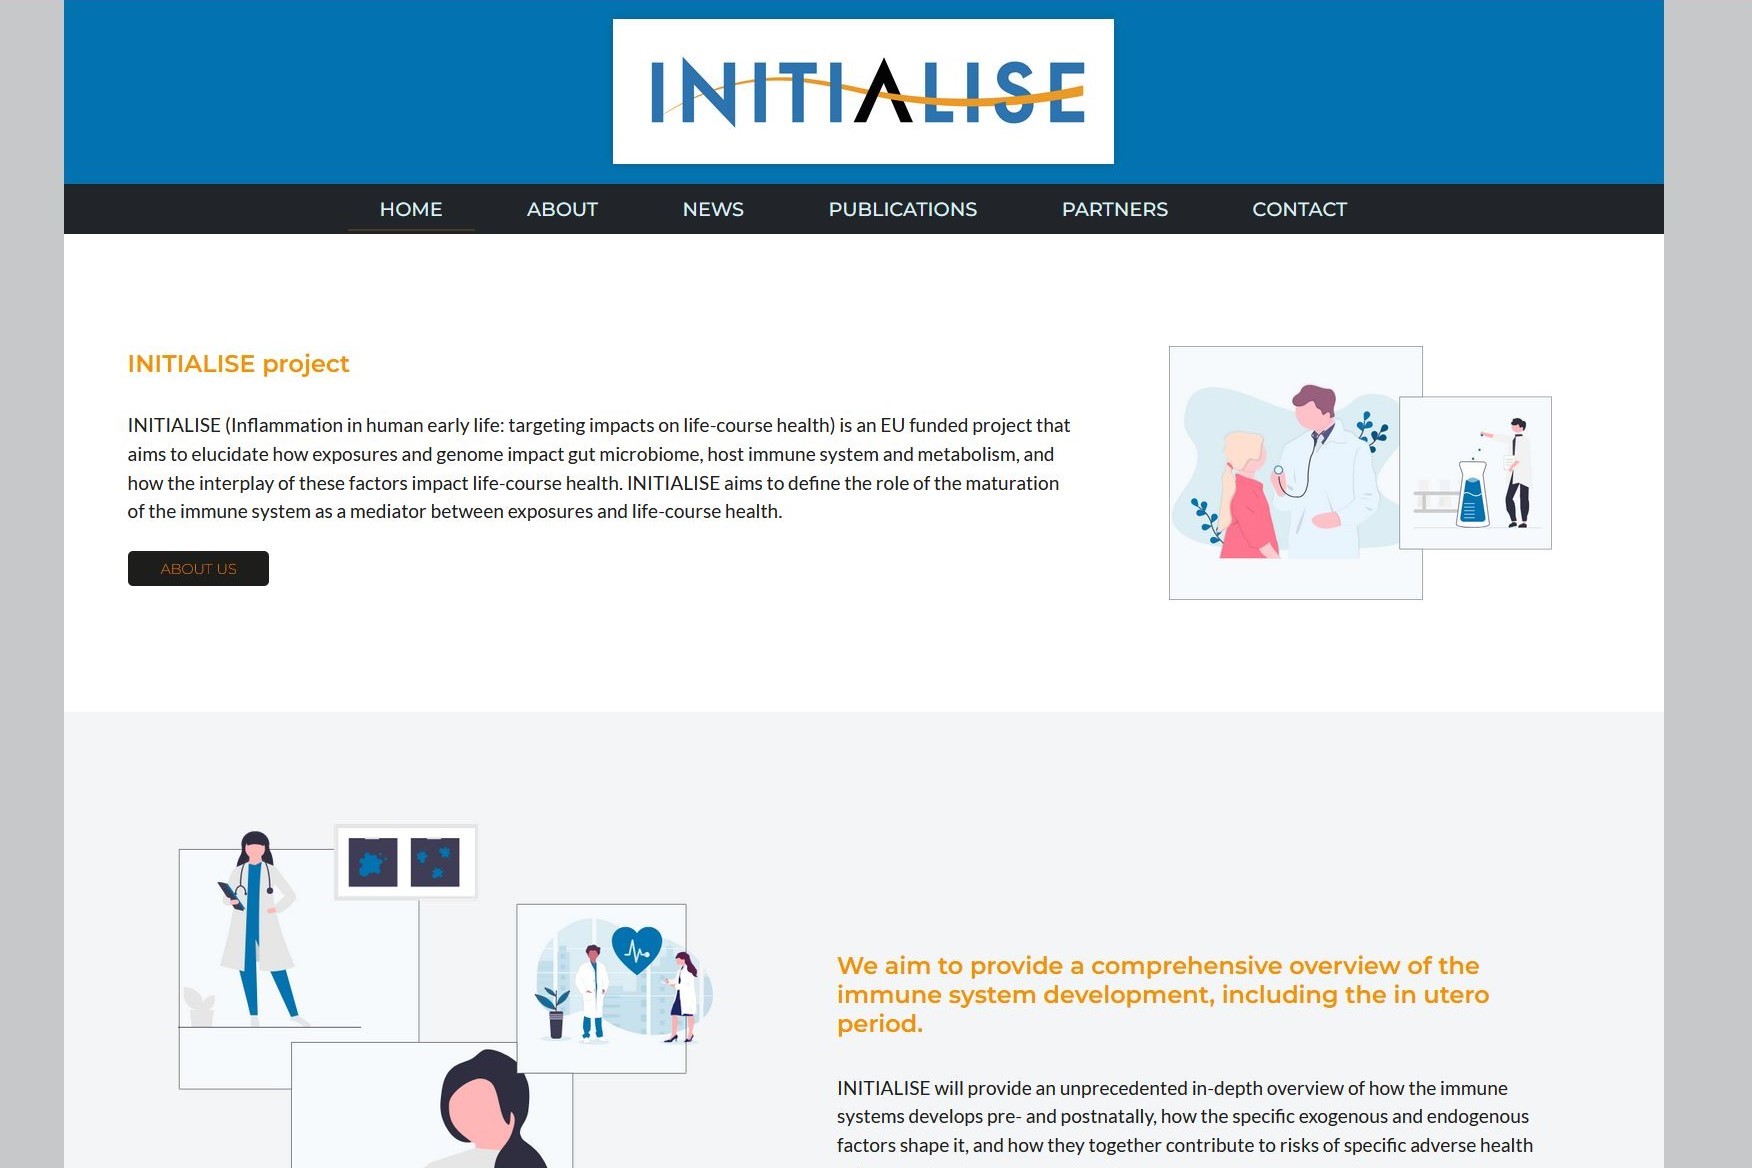 INITIALISE
HOME ABOUT NEWS PUBLICATIONS PARTNERS CONTACT
INITIALISE project
INITIALISE (Inflammation in human early life: targeting impacts on life-course health) is an EU funded project that
aims to elucidate how exposures and genome impact gut microbiome, host immune system and metabolism, and
how the interplay of these factors impact life-course health. INITIALISE aims to define the role of the maturation
of the immune system as a mediator between exposures and life-course health.
ABOUT US
We aim to provide a comprehensive overview of the
immune system development, including the in utero
period.
INITIALISE will provide an unprecedented in-depth overview of how the immune
systems develops pre- and postnatally, how the specific exogenous and endogenous
factors shape it, and how they together contribute to risks of specific adverse health